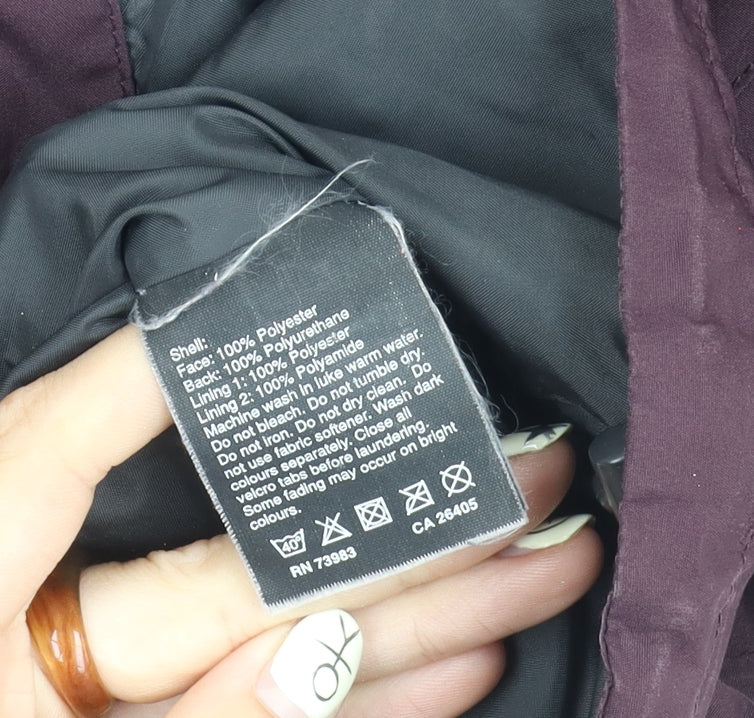 Shell:
Face: 100% Polyester
Back: 100% Polyurethane
Lining 1: 100% Polyester
Lining 2: 100% Polyamide
Machine wash in luke warm water.
Do not bleach. Do not tumble dry.
Do not iron. Do not dry clean. Do
not use fabric softener. Wash dark
colours separately. Close all
velcro tabs before laundering.
Some fading may occur on bright
colours.
40°
RN 73983 CA 26405